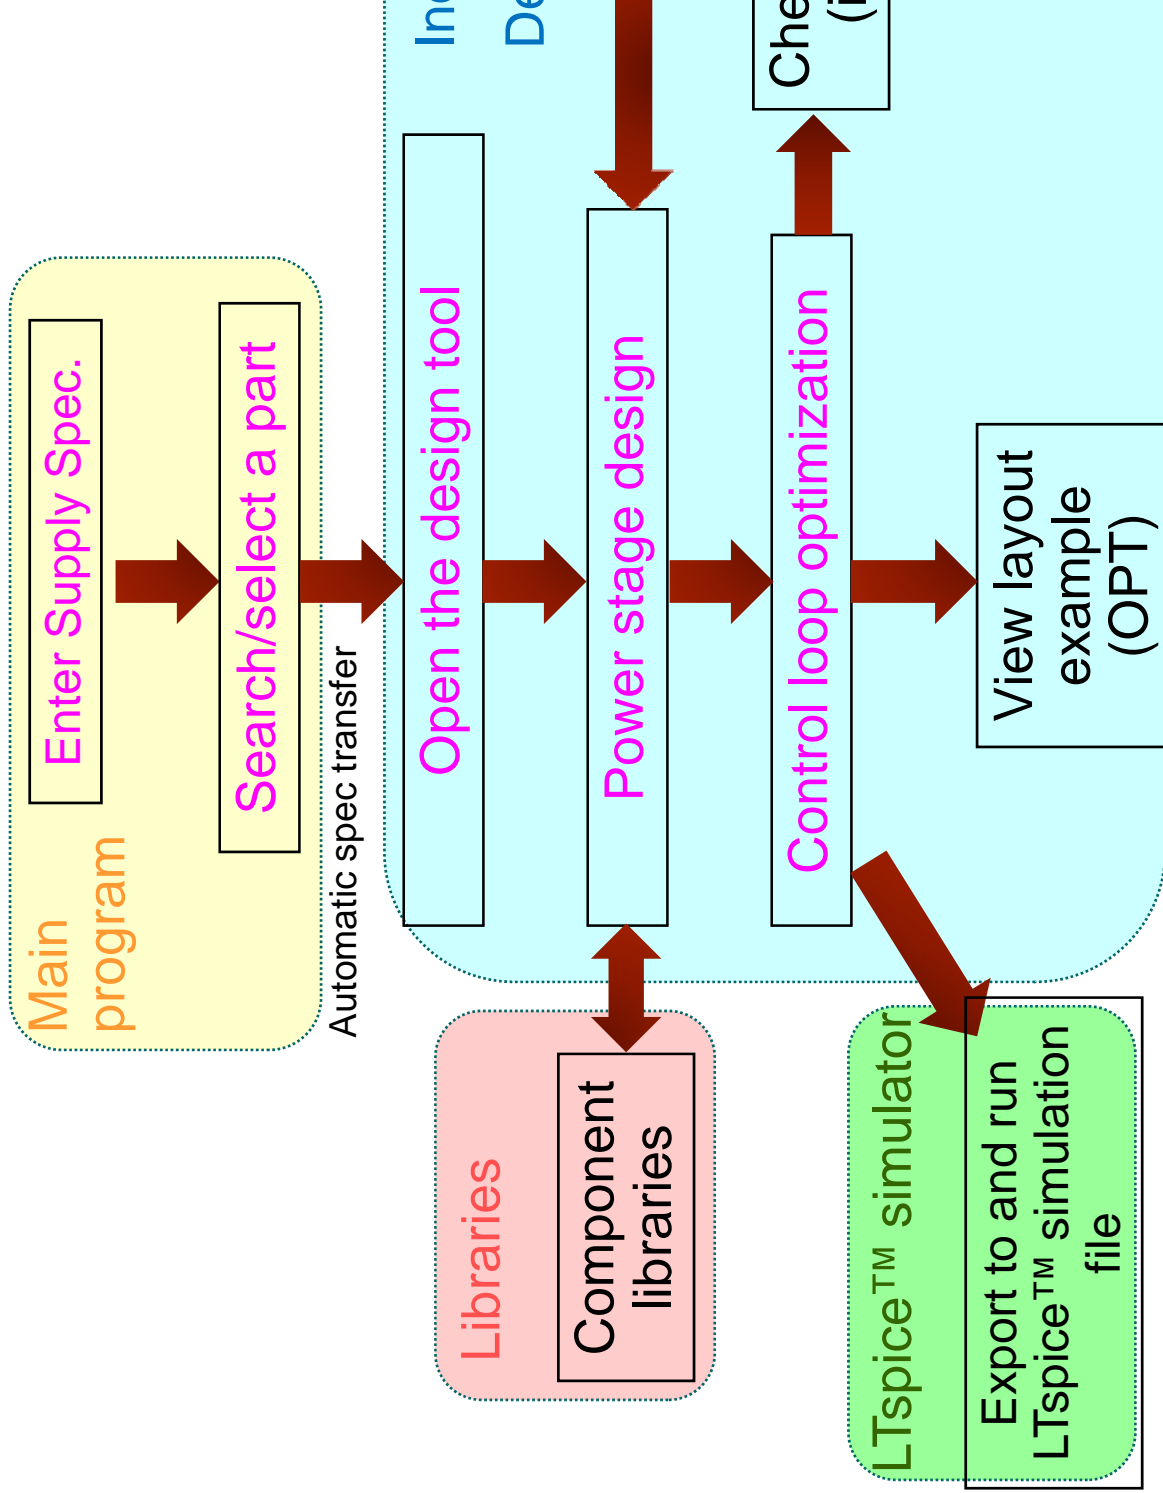 Main
program
Enter Supply Spec.
Search/select a part
Automatic spec transfer
Open the design tool
Power stage design
Control loop optimization
View layout
example
(OPT)
Libraries
Component
libraries
LTspice™ simulator
Export to and run
LTspice™ simulation
file